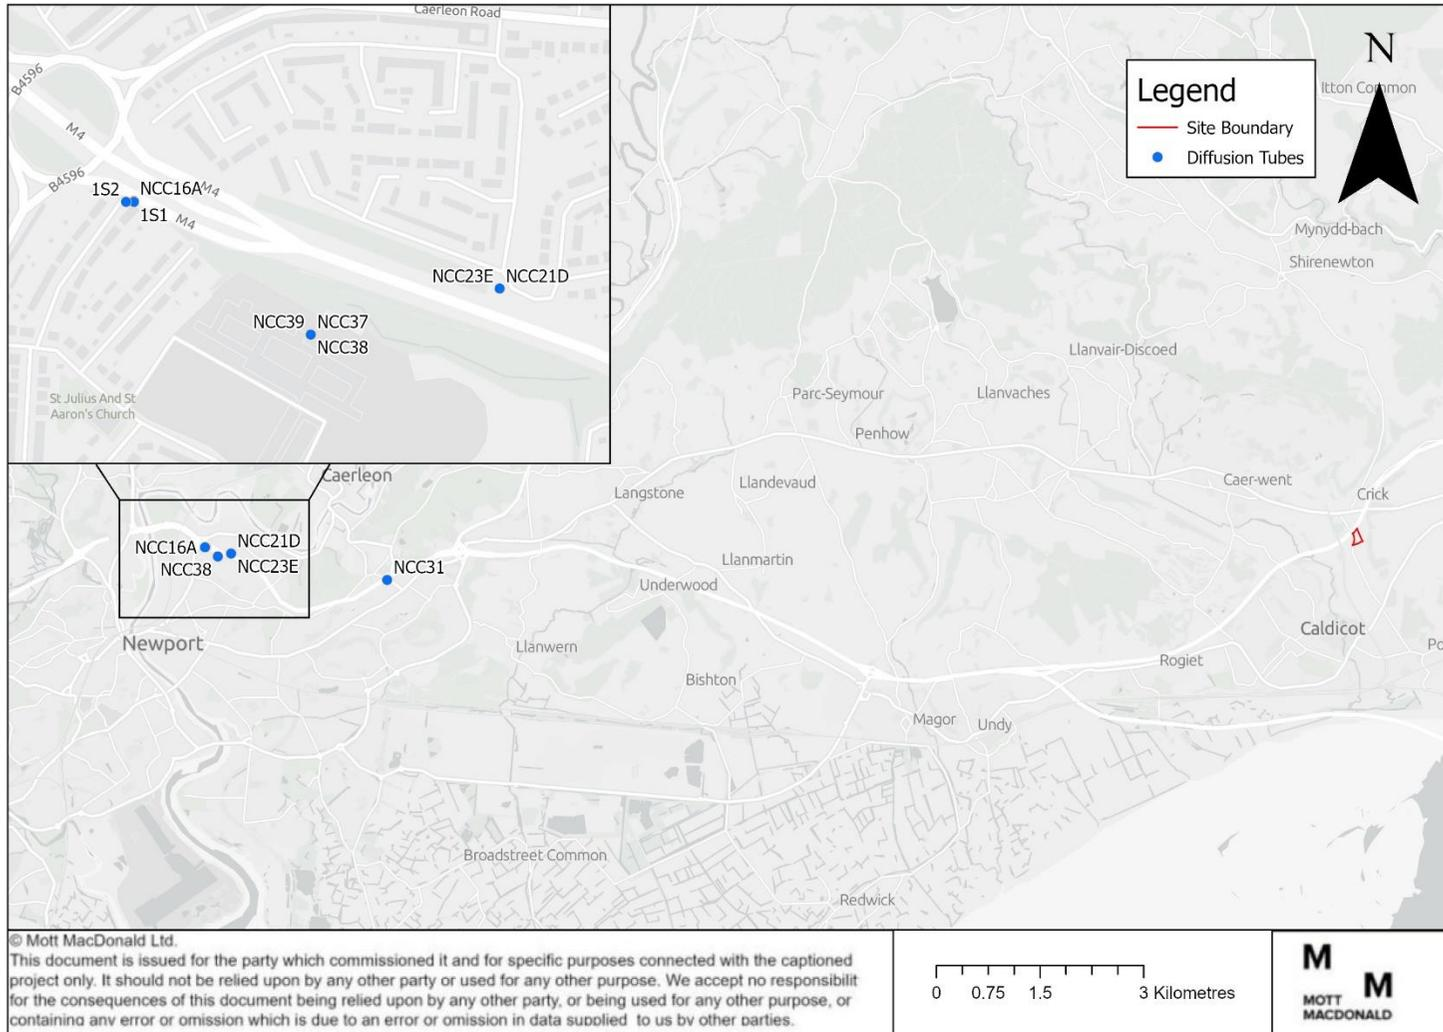 Caerleon Road
B4596
M4
B4596
1S2
NCC16A
M4
1S1
M4
NCC23E
NCC21D
NCC39
NCC37
NCC38
St Julius And St
Aaron's Church
Legend
Site Boundary
Diffusion Tubes
N
Itton Common
Mynydd-bach
Shirenewton
Llanvair-Discoed
Parc-Seymour
Llanvaches
Penhow
Caerleon
Langstone
Llandevaud
Caer-went
Crick
NCC16A
NCC21D
NCC38
NCC23E
NCC31
Llanmartin
Underwood
Newport
Llanwern
Caldicot
Po
Rogiet
Bishton
Magor
Undy
Broadstreet Common
Redwick
© Mott MacDonald Ltd.
This document is issued for the party which commissioned it and for specific purposes connected with the captioned
project only. It should not be relied upon by any other party or used for any other purpose. We accept no responsibilit
for the consequences of this document being relied upon by any other party, or being used for any other purpose, or
containing any error or omission which is due to an error or omission in data supplied to us by other parties.
0 0.75 1.5 3 Kilometres
M
M
MOTT
MACDONALD